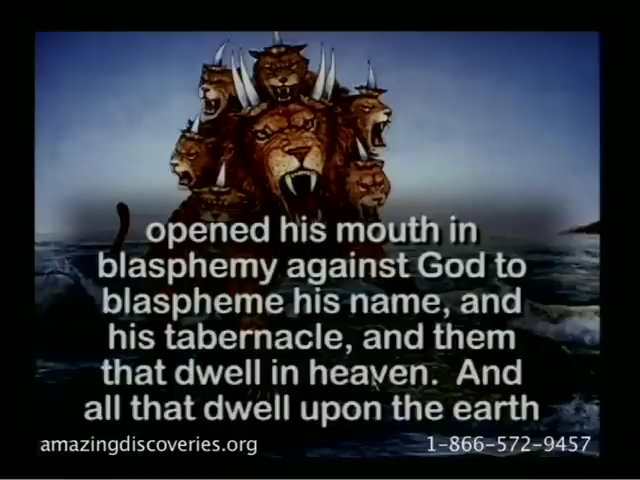 opened his mouth in
blasphemy against God to
blaspheme his name, and
his tabernacle, and them
that dwell in heaven. And
all that dwell upon the earth
amazingdiscoveries.org 1-866-572-9457